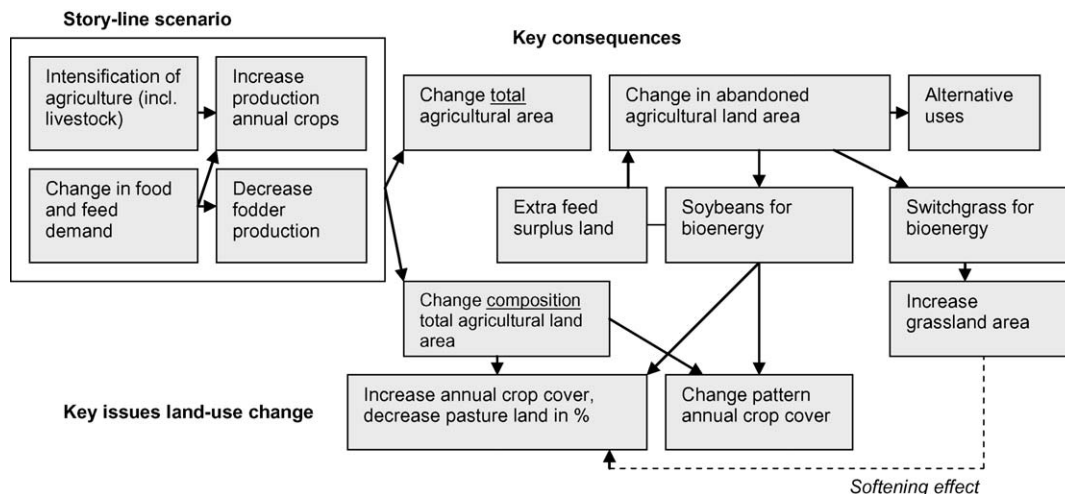 Story-line scenario
Key consequences
Intensification of
agriculture (incl.
livestock)
Increase
production
annual crops
Change total
agricultural area
Change in abandoned
agricultural land area
Alternative
uses
Change in food
and feed
demand
Decrease
fodder
production
Extra feed
surplus land
Soybeans for
bioenergy
Switchgrass for
bioenergy
Change composition
total agricultural land
area
Increase
grassland area
Key issues land-use change
Increase annual crop cover,
decrease pasture land in %
Change pattern
annual crop cover
Softening effect